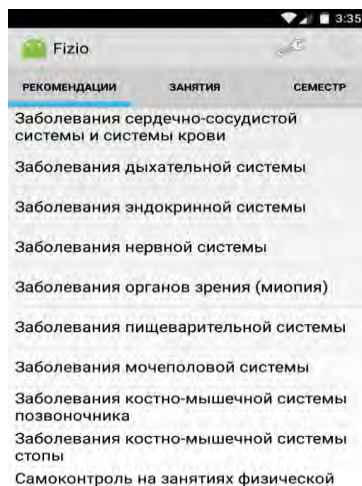 3:35
Fizio
РЕКОМЕНДАЦИИ ЗАНЯТИЯ СЕМЕСТР
Заболевания сердечно-сосудистой
системы и системы крови
Заболевания дыхательной системы
Заболевания эндокринной системы
Заболевания нервной системы
Заболевания органов зрения (миопия)
Заболевания пищеварительной системы
Заболевания мочеполовой системы
Заболевания костно-мышечной системы
позвоночника
Заболевания костно-мышечной системы
стопы
Самоконтроль на занятиях физической